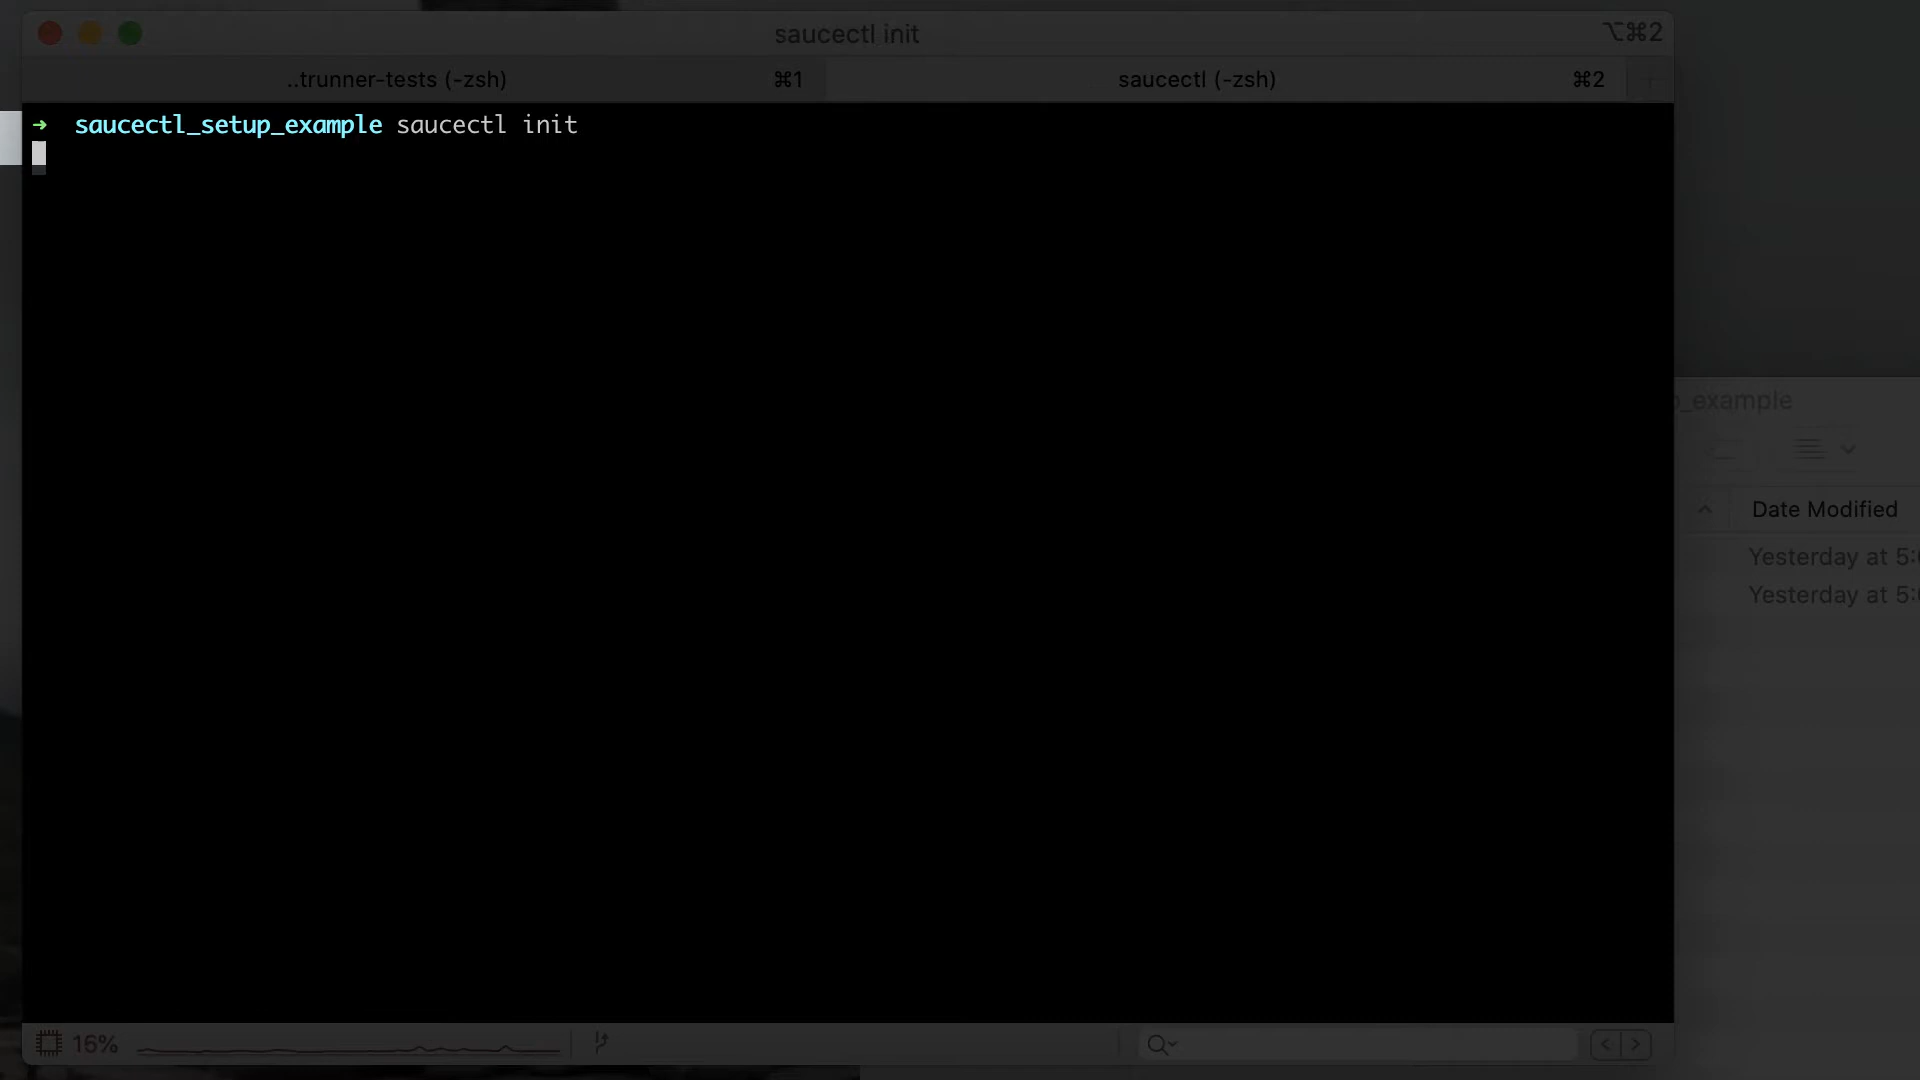 saucectl init
⌥⌘2
..trunner-tests (-zsh) ⌘1
saucectl (-zsh) ⌘2
➜ saucectl_setup_example saucectl init
_example
Date Modified
Yesterday at 5:
Yesterday at 5:
16%